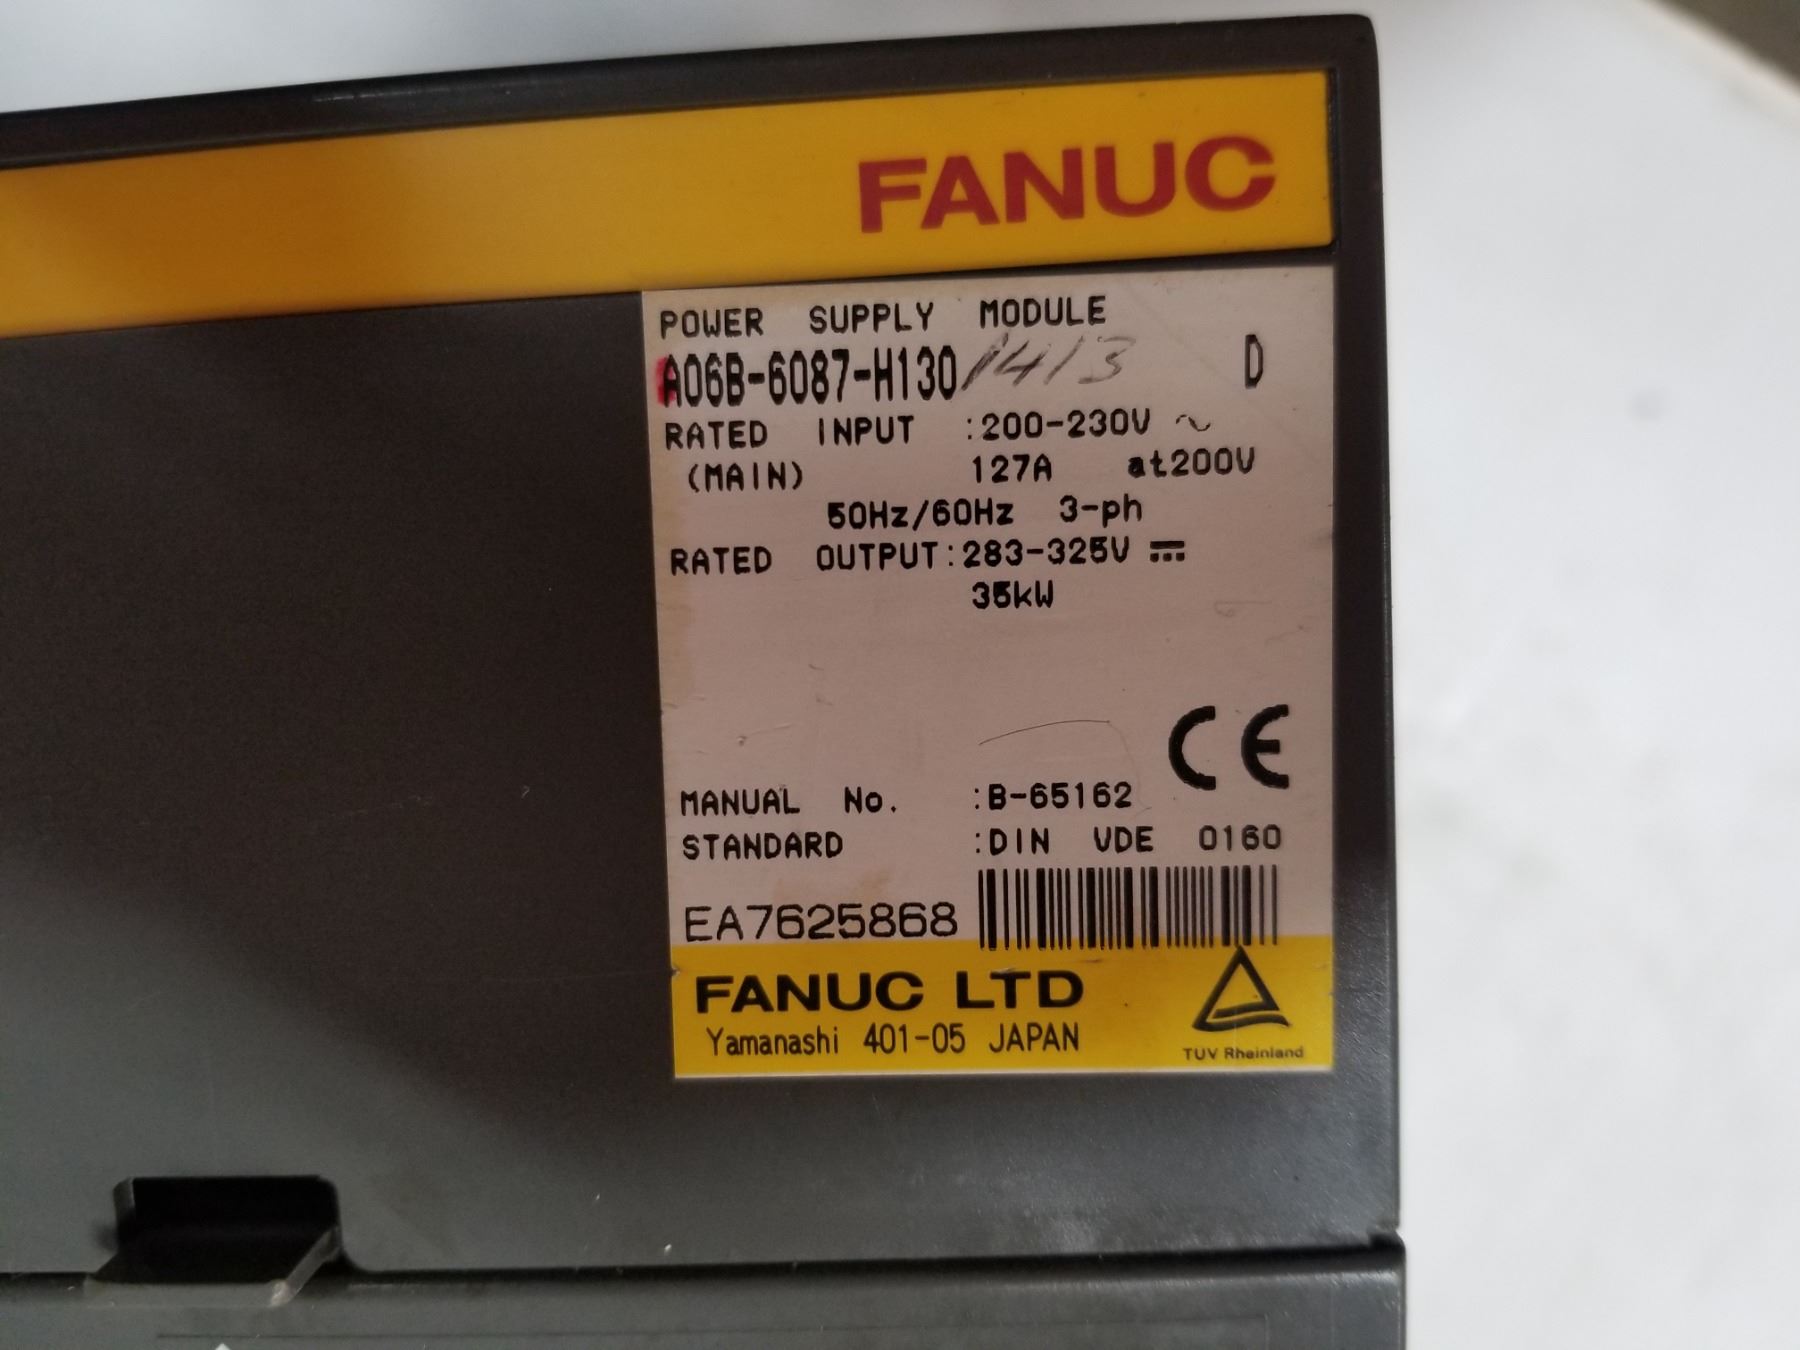 FANUC
POWER SUPPLY MODULE
A06B-6087-H130 1413 D
RATED INPUT :200-230V ~
(MAIN) 127A at200V
50Hz/60Hz 3-ph
RATED OUTPUT:283-325V ⎓
35kW
CE
MANUAL No. :B-65162
STANDARD :DIN VDE 0160
EA7625868
FANUC LTD
Yamanashi 401-05 JAPAN
TUV Rheinland